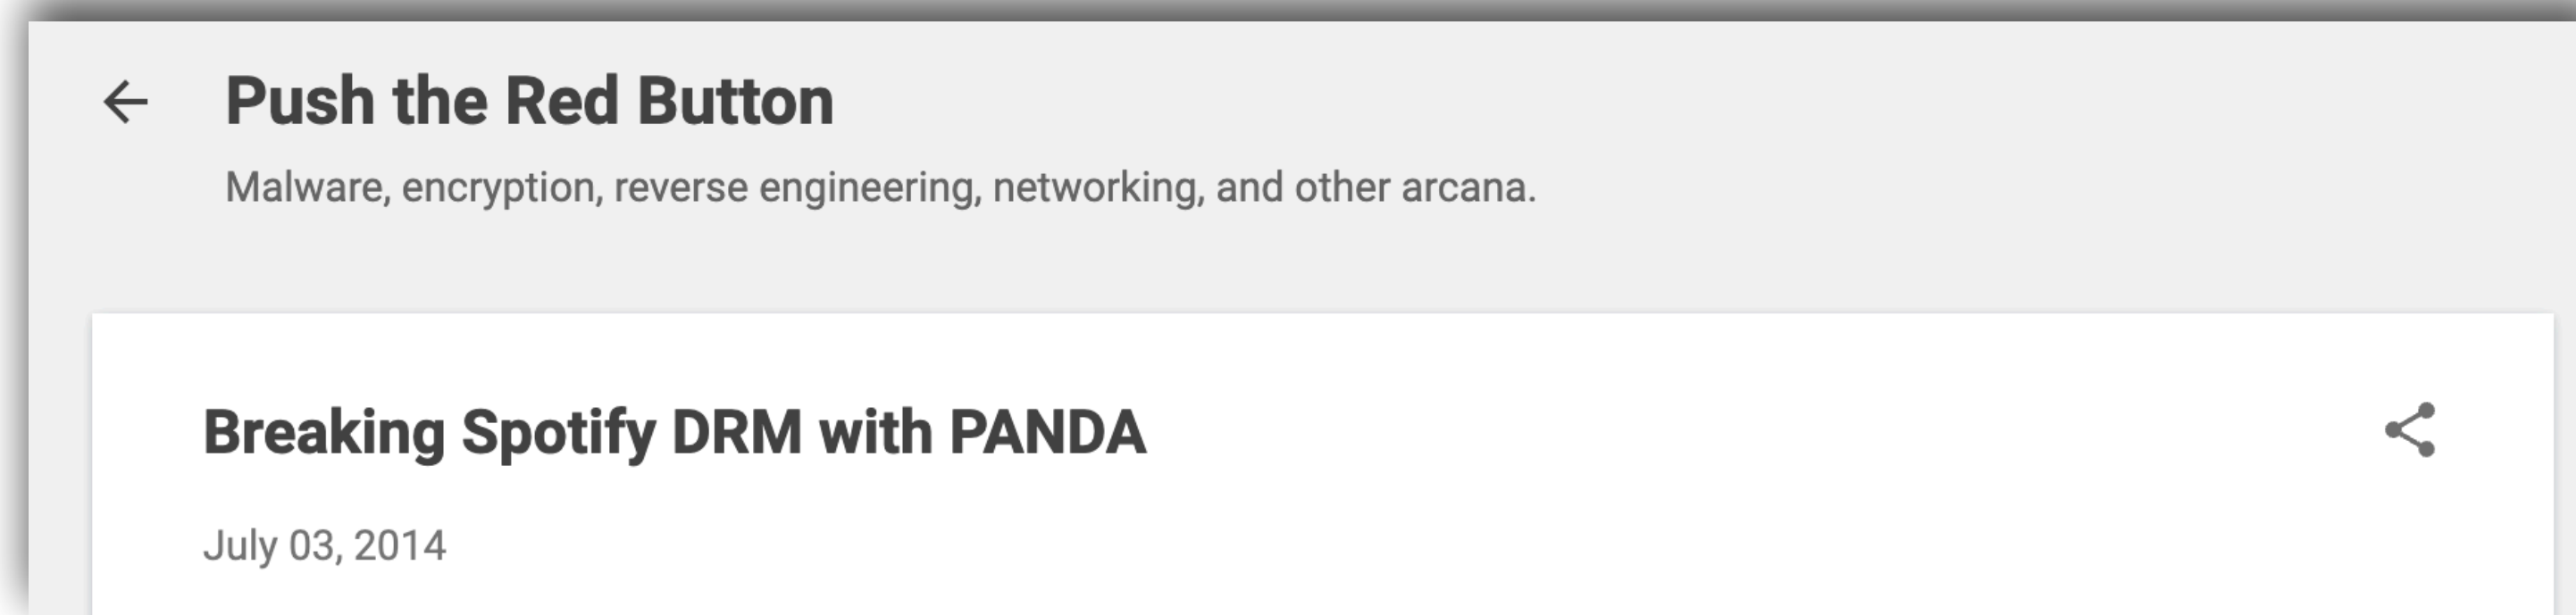 Push the Red Button
Malware, encryption, reverse engineering, networking, and other arcana.
Breaking Spotify DRM with PANDA
July 03, 2014